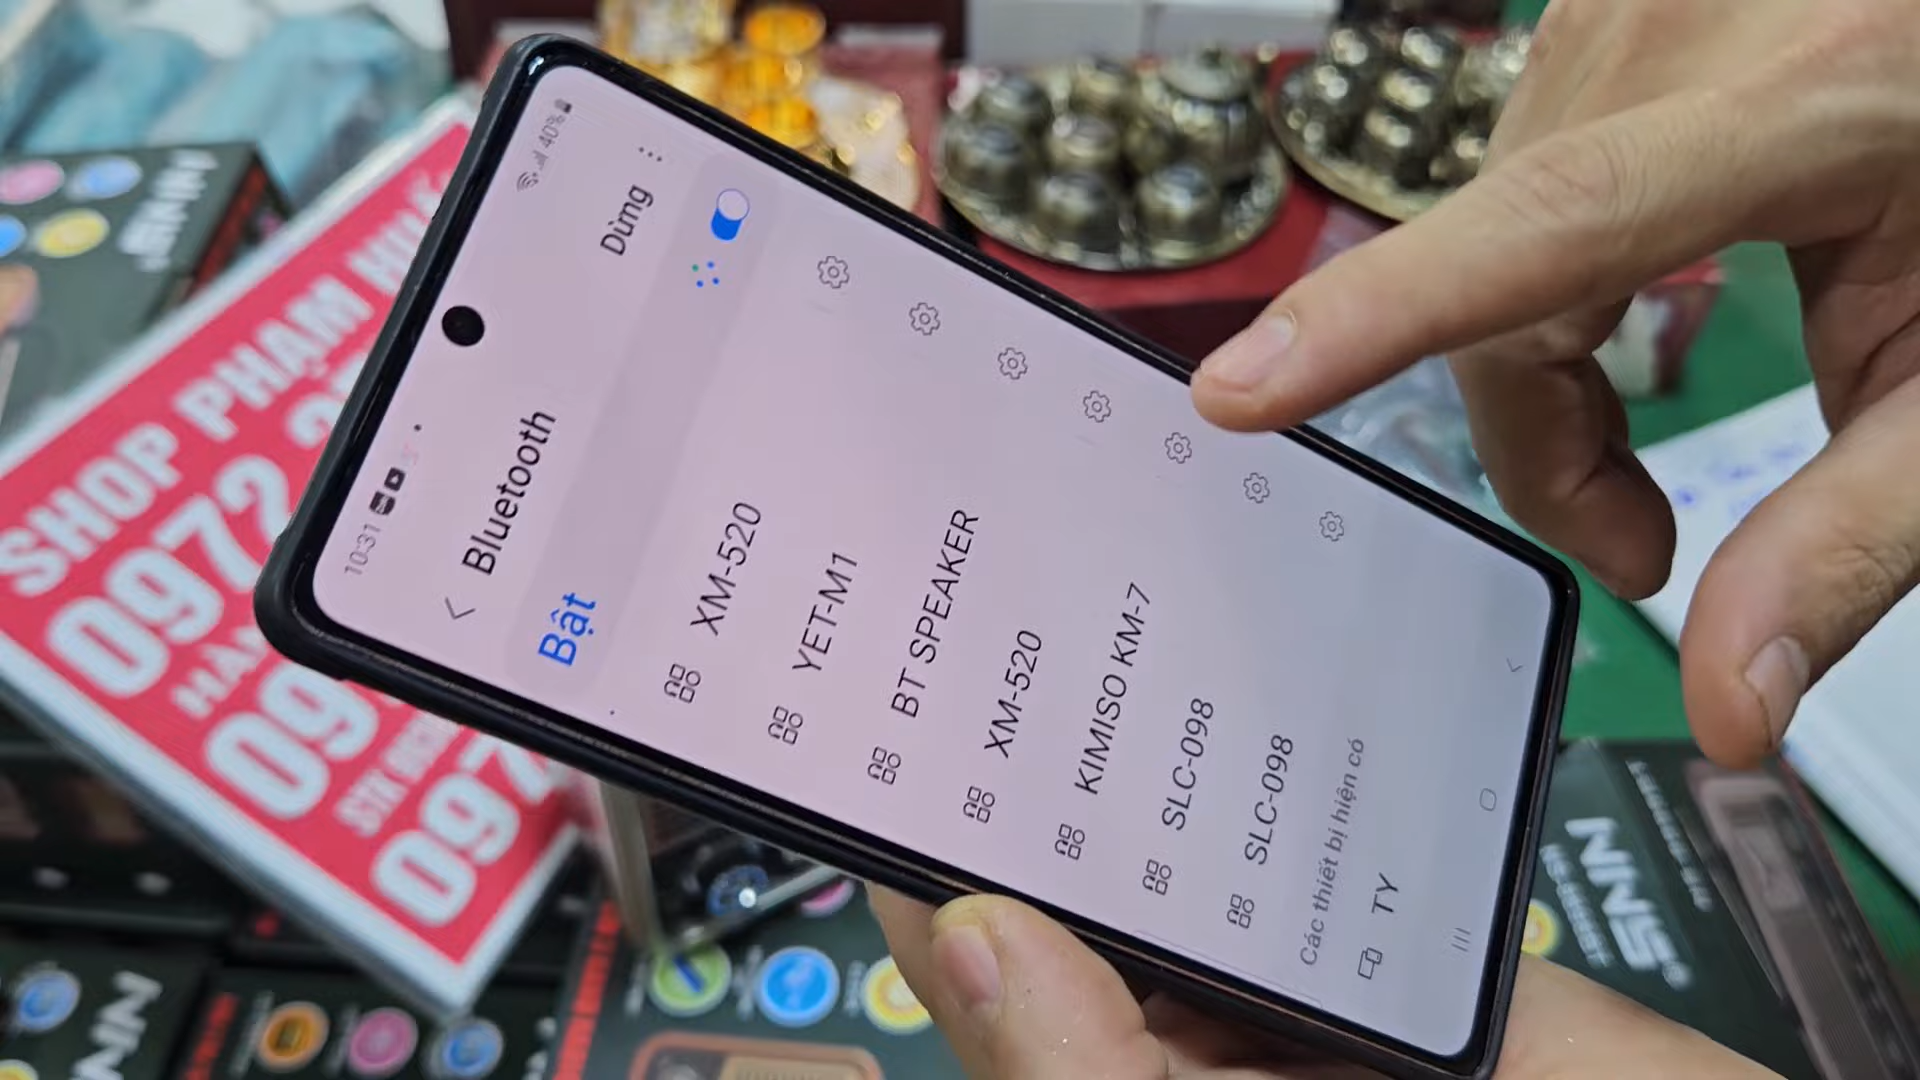 10:31
40%
Bluetooth
Dừng
Bật
XM-520
YET-M1
BT SPEAKER
XM-520
KIMISO KM-7
SLC-098
SLC-098
Các thiết bị hiện có
TY
SHOP PHẠM
0972
NNS